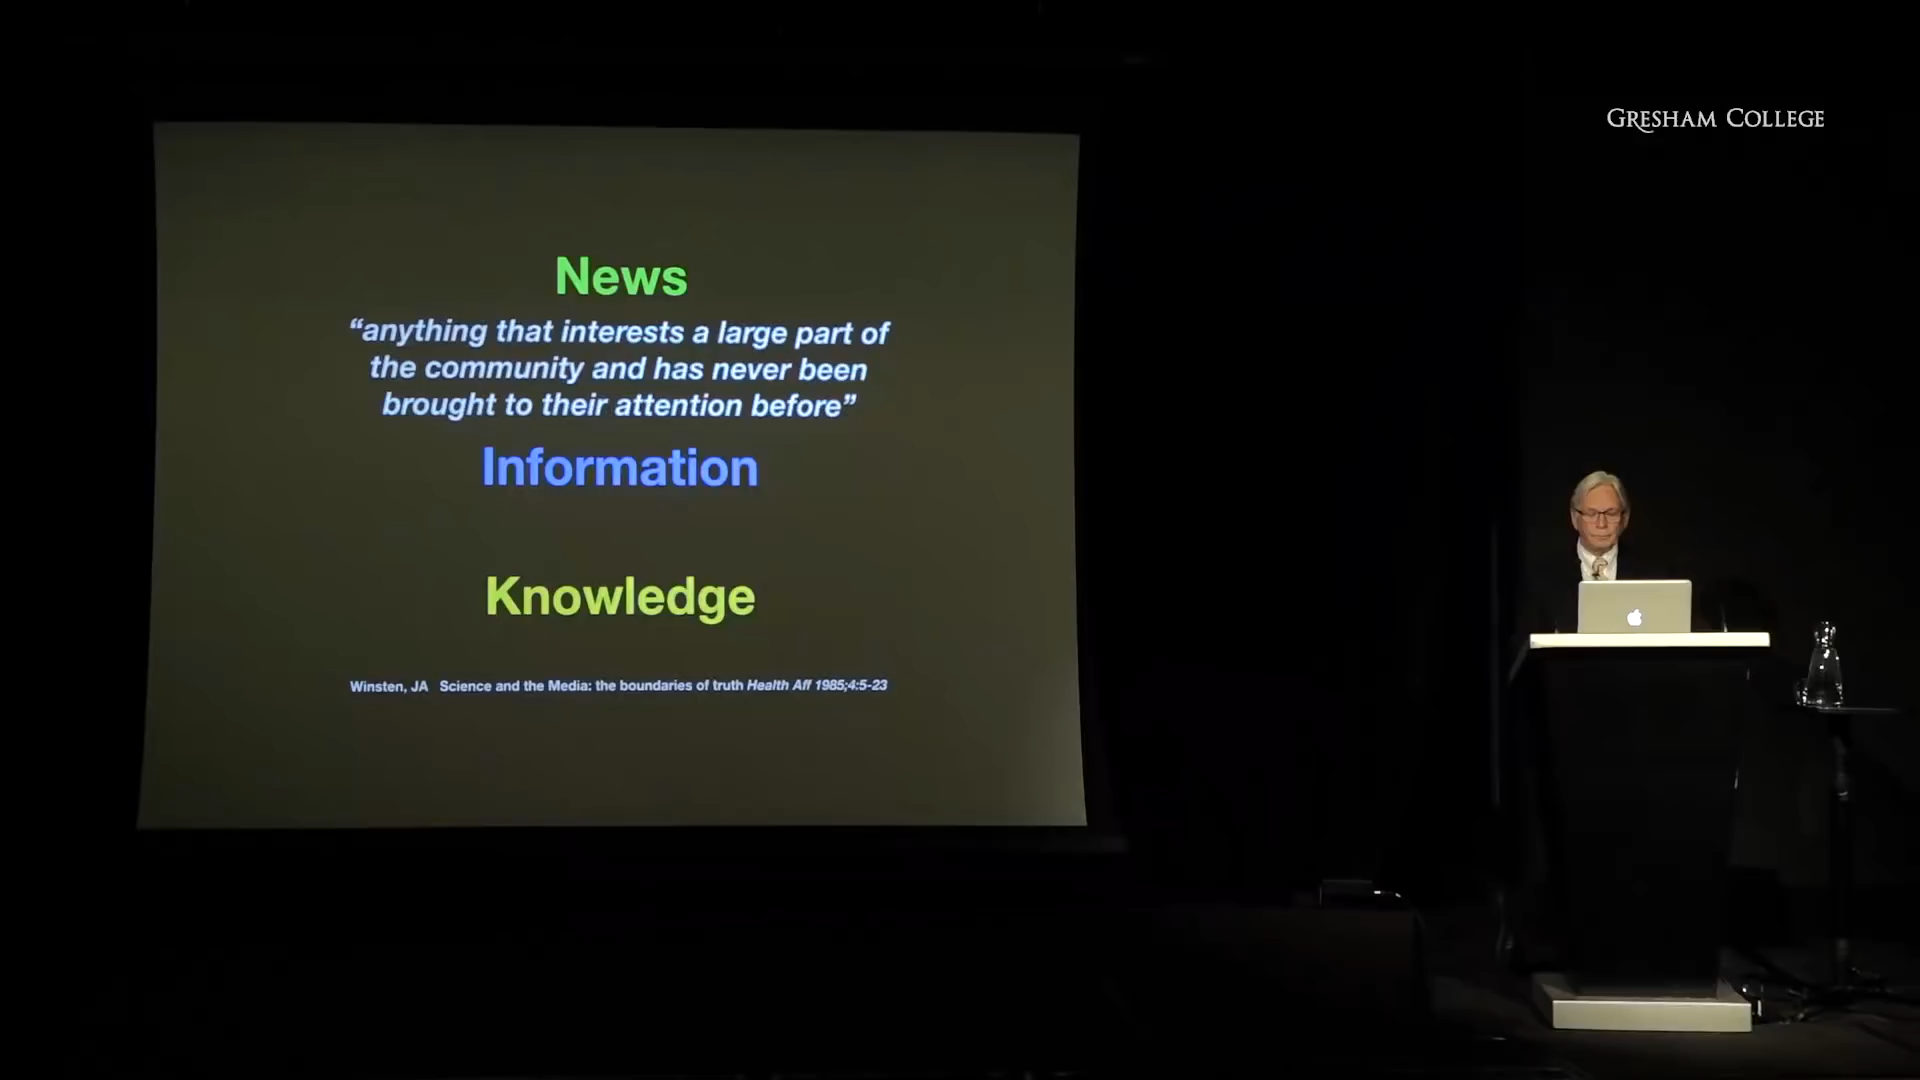 GRESHAM COLLEGE
News
“anything that interests a large part of
the community and has never been
brought to their attention before”
Information
Knowledge
Winsten, JA Science and the Media: the boundaries of truth Health Aff 1985;4:5-23